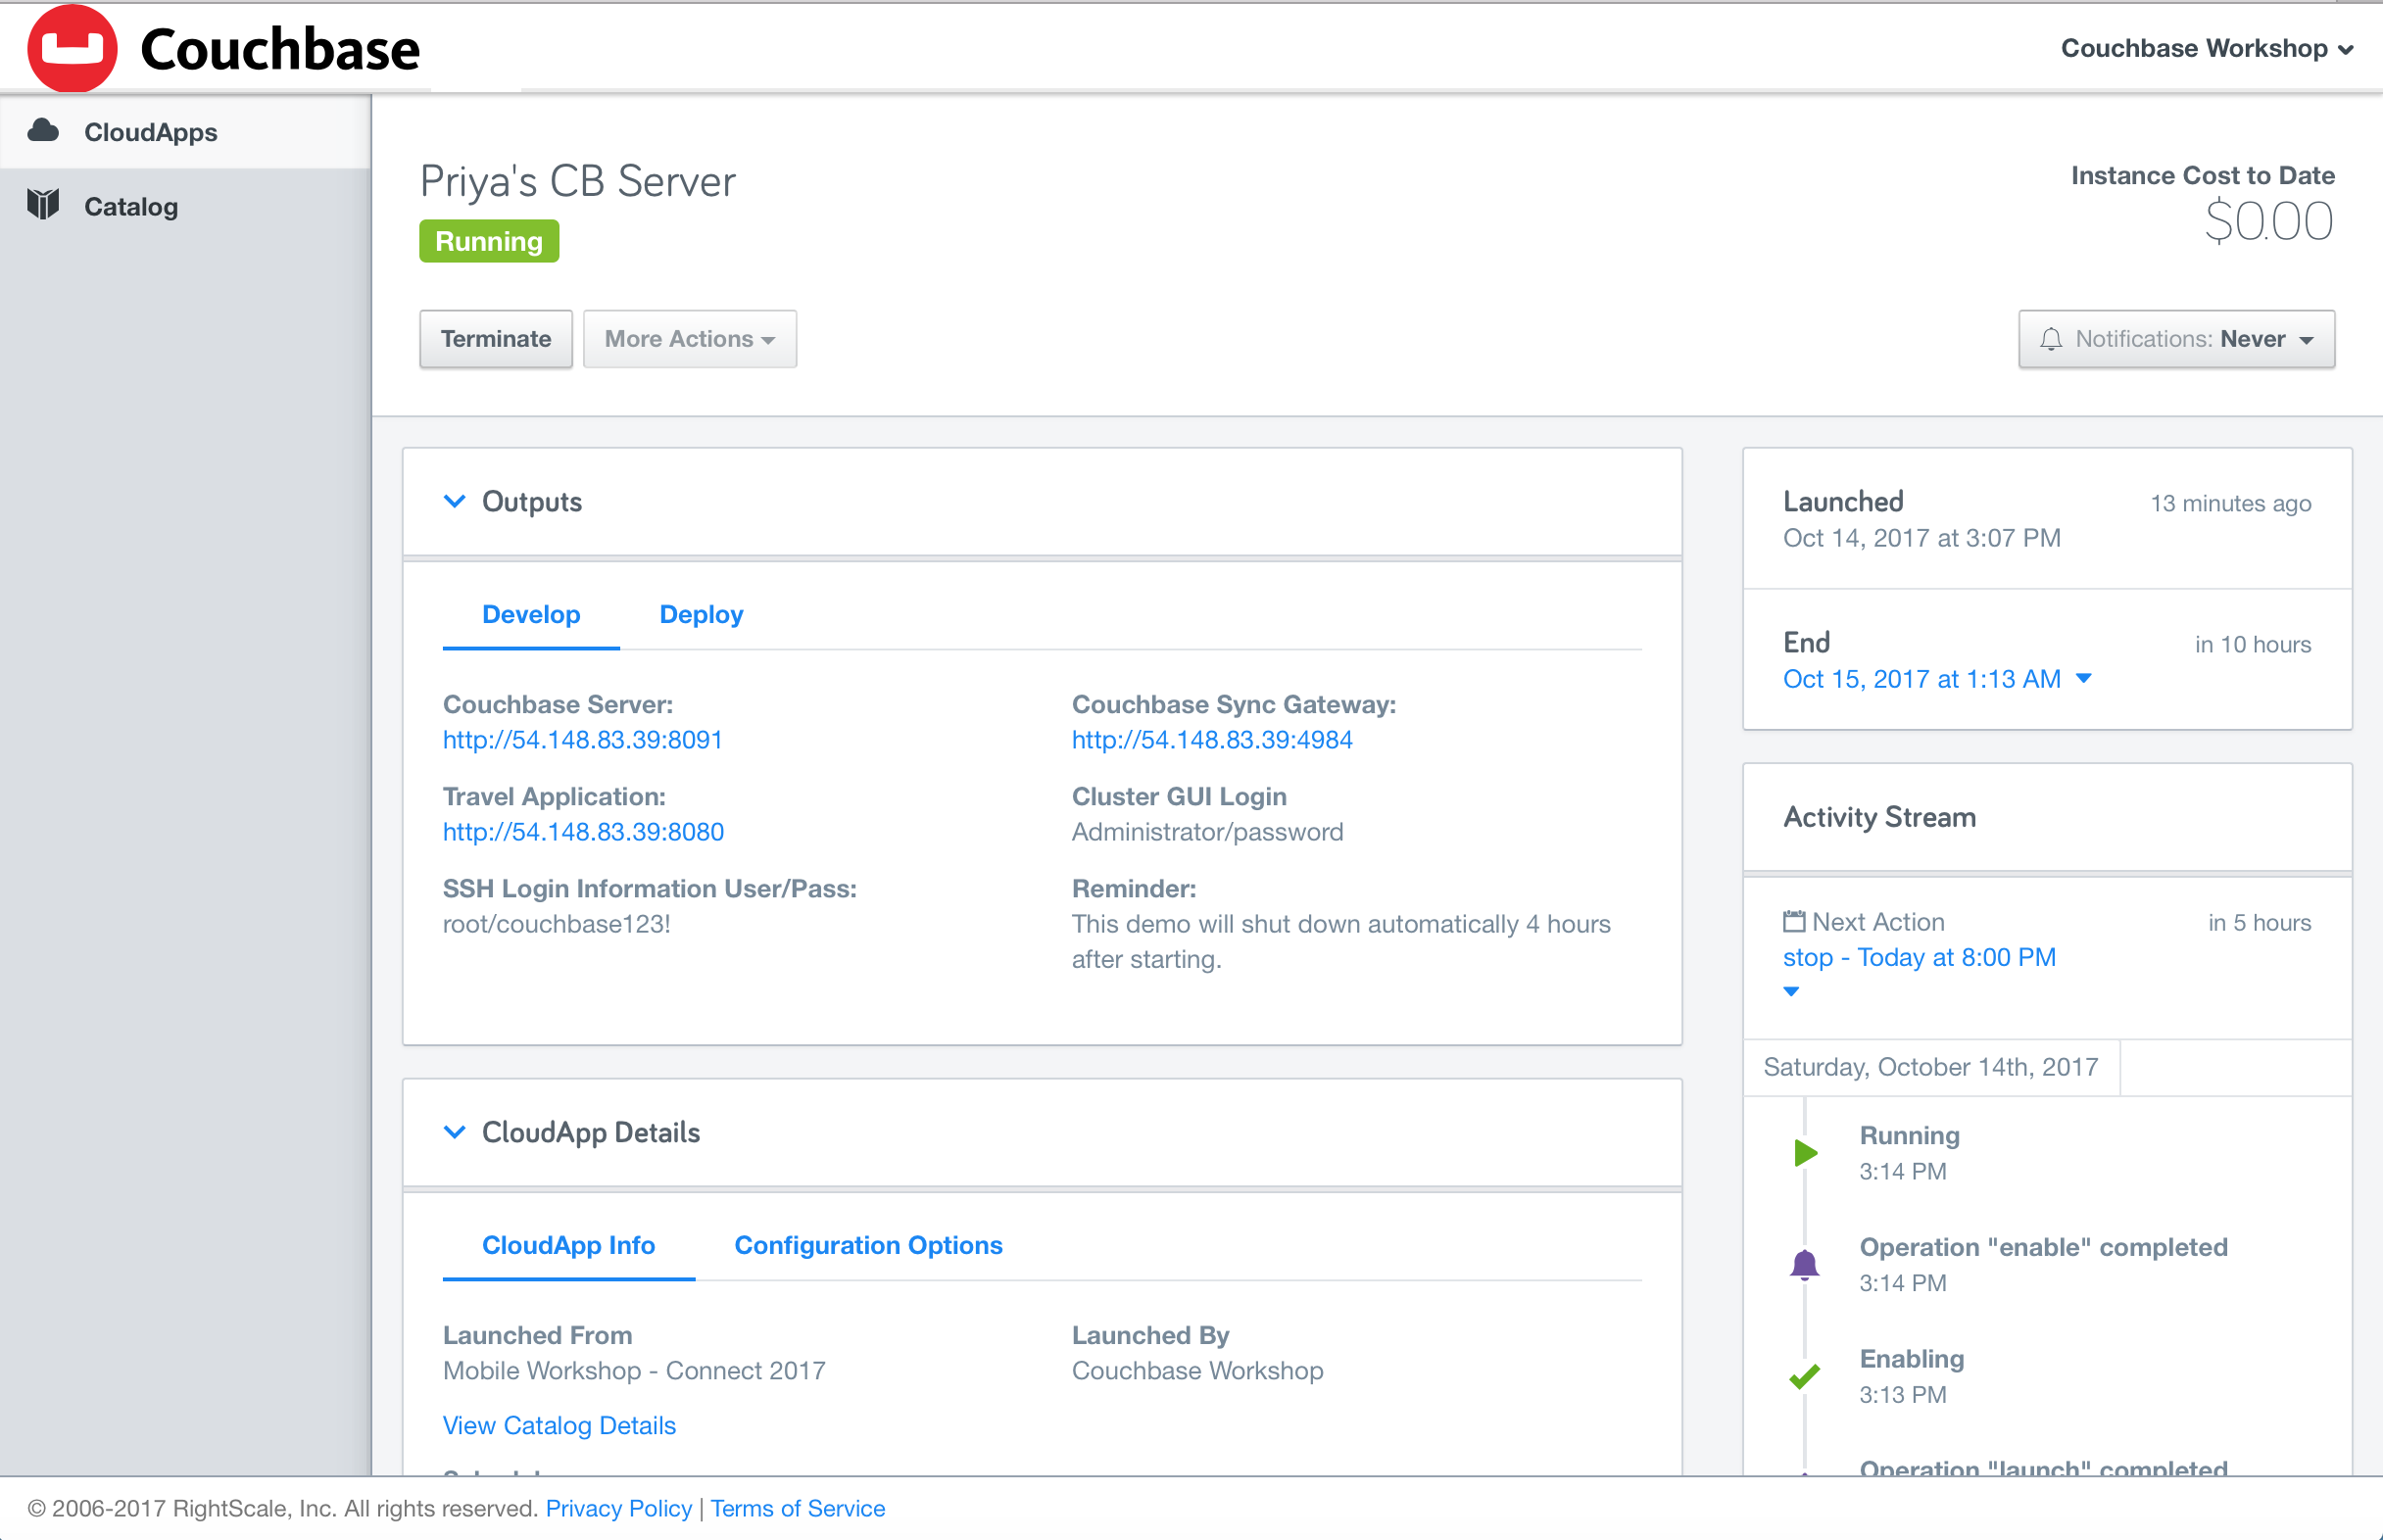 Couchbase
Couchbase Workshop
CloudApps
Catalog
Priya's CB Server
Running
Instance Cost to Date
$0.00
Terminate
More Actions
Notifications: Never
Outputs
Develop
Deploy
Couchbase Server:
http://54.148.83.39:8091
Couchbase Sync Gateway:
http://54.148.83.39:4984
Travel Application:
http://54.148.83.39:8080
Cluster GUI Login
Administrator/password
SSH Login Information User/Pass:
root/couchbase123!
Reminder:
This demo will shut down automatically 4 hours
after starting.
CloudApp Details
CloudApp Info
Configuration Options
Launched From
Mobile Workshop - Connect 2017
Launched By
Couchbase Workshop
View Catalog Details
Launched
13 minutes ago
Oct 14, 2017 at 3:07 PM
End
in 10 hours
Oct 15, 2017 at 1:13 AM
Activity Stream
Next Action
in 5 hours
stop - Today at 8:00 PM
Saturday, October 14th, 2017
Running
3:14 PM
Operation "enable" completed
3:14 PM
Enabling
3:13 PM
Operation "launch" completed
© 2006-2017 RightScale, Inc. All rights reserved. Privacy Policy | Terms of Service